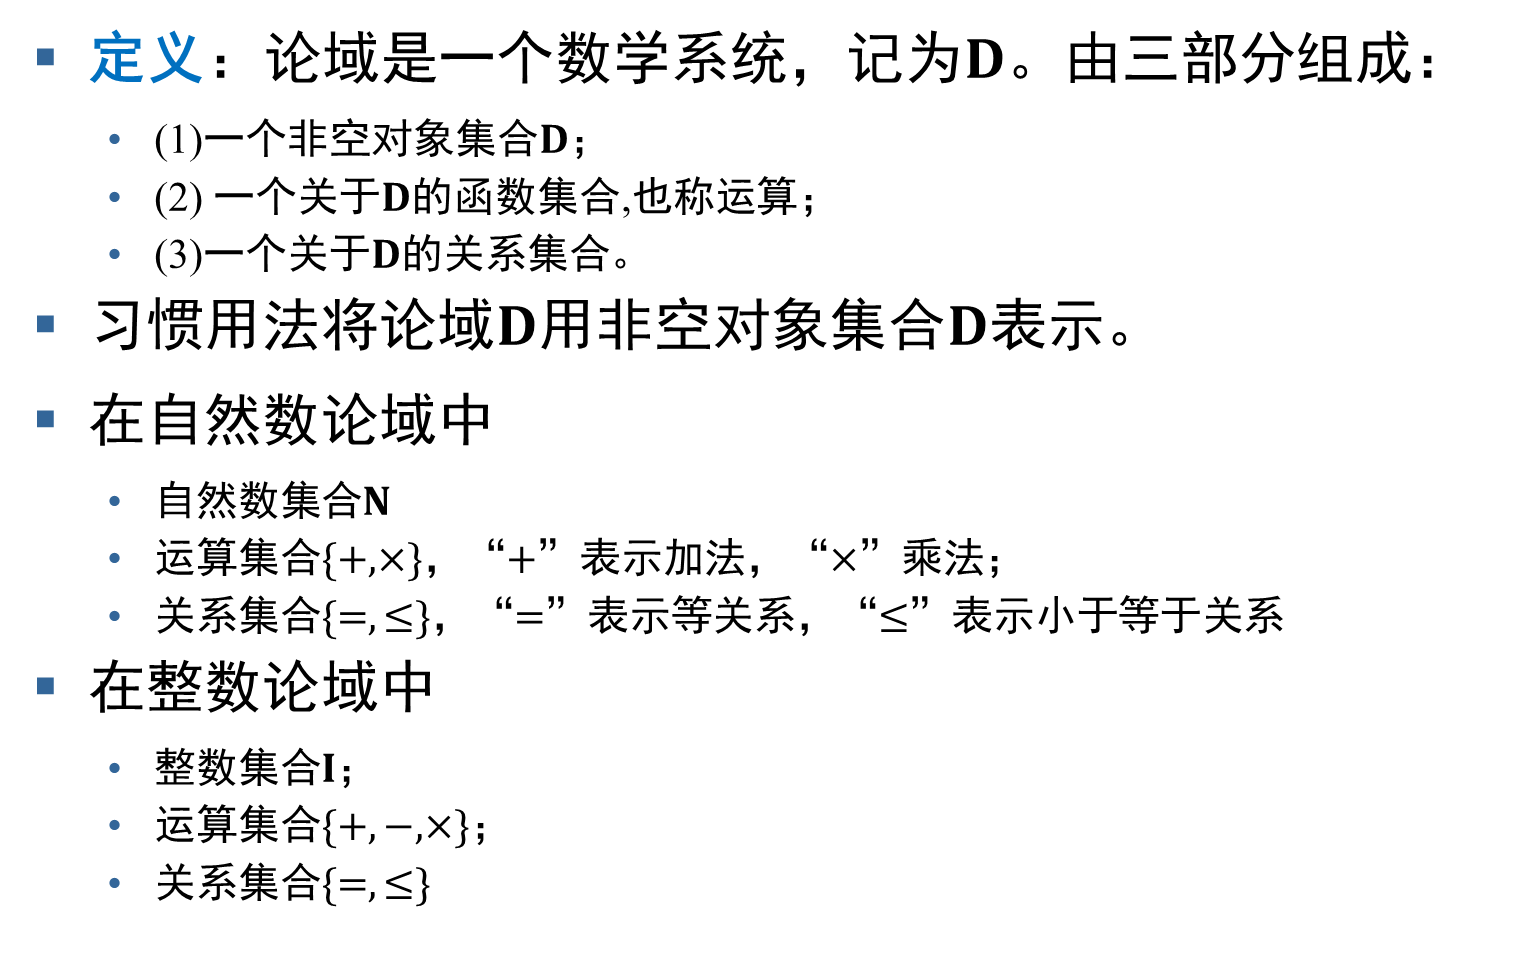 ▪ 定义：论域是一个数学系统，记为D。由三部分组成：
• (1)一个非空对象集合D；
• (2) 一个关于D的函数集合,也称运算；
• (3)一个关于D的关系集合。
▪ 习惯用法将论域D用非空对象集合D表示。
▪ 在自然数论域中
• 自然数集合N
• 运算集合{+,×}，“+”表示加法，“×”乘法；
• 关系集合{=,≤}，“=”表示等关系，“≤”表示小于等于关系
▪ 在整数论域中
• 整数集合I；
• 运算集合{+,−,×}；
• 关系集合{=,≤}